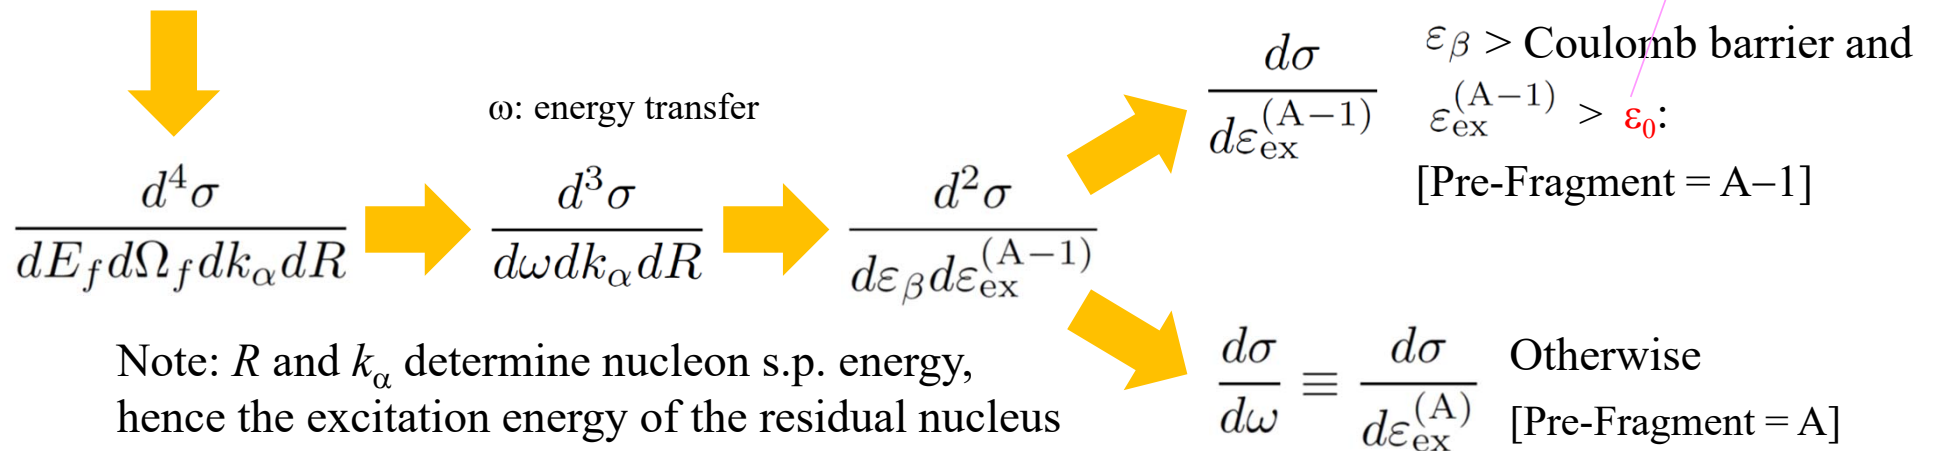 ω: energy transfer
d⁴σ / dE_f dΩ_f dk_α dR
d³σ / dω dk_α dR
d²σ / dε_β dε_ex^(A−1)
dσ / dε_ex^(A−1)
ε_β > Coulomb barrier and
ε_ex^(A−1) > ε₀:
[Pre-Fragment = A−1]
Note: R and k_α determine nucleon s.p. energy,
hence the excitation energy of the residual nucleus
dσ / dω ≡ dσ / dε_ex^(A)
Otherwise
[Pre-Fragment = A]